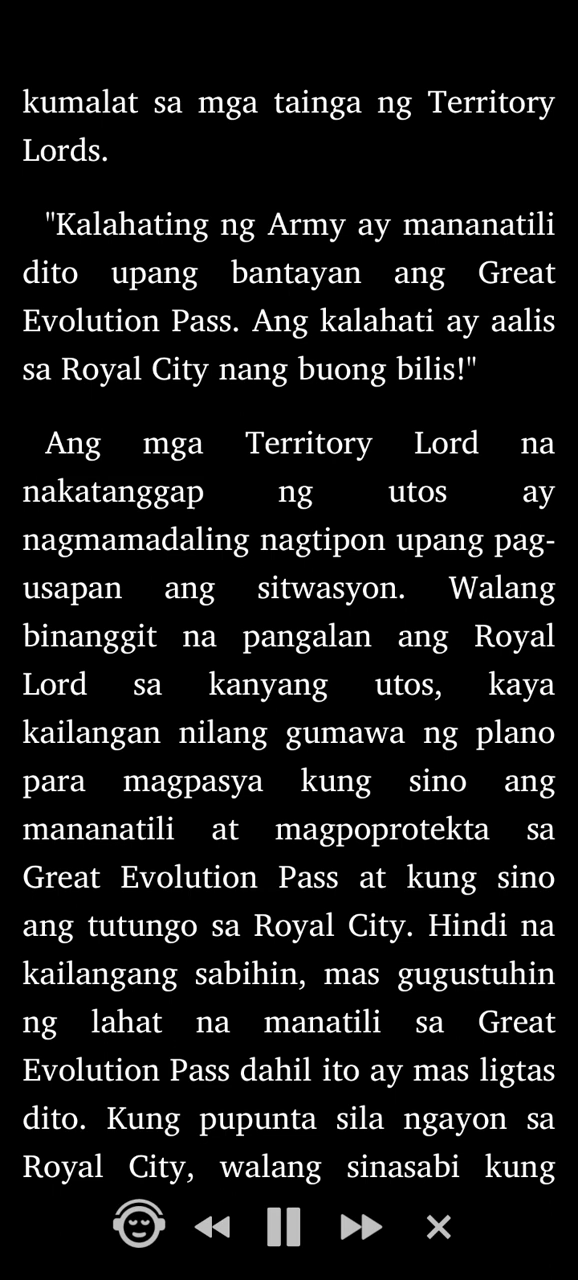 kumalat sa mga tainga ng Territory
Lords.
"Kalahating ng Army ay mananatili
dito upang bantayan ang Great
Evolution Pass. Ang kalahati ay aalis
sa Royal City nang buong bilis!"
Ang mga Territory Lord na
nakatanggap ng utos ay
nagmamadaling nagtipon upang pag-
usapan ang sitwasyon. Walang
binanggit na pangalan ang Royal
Lord sa kanyang utos, kaya
kailangan nilang gumawa ng plano
para magpasya kung sino ang
mananatili at magpoprotekta sa
Great Evolution Pass at kung sino
ang tutungo sa Royal City. Hindi na
kailangang sabihin, mas gugustuhin
ng lahat na manatili sa Great
Evolution Pass dahil ito ay mas ligtas
dito. Kung pupunta sila ngayon sa
Royal City, walang sinasabi kung